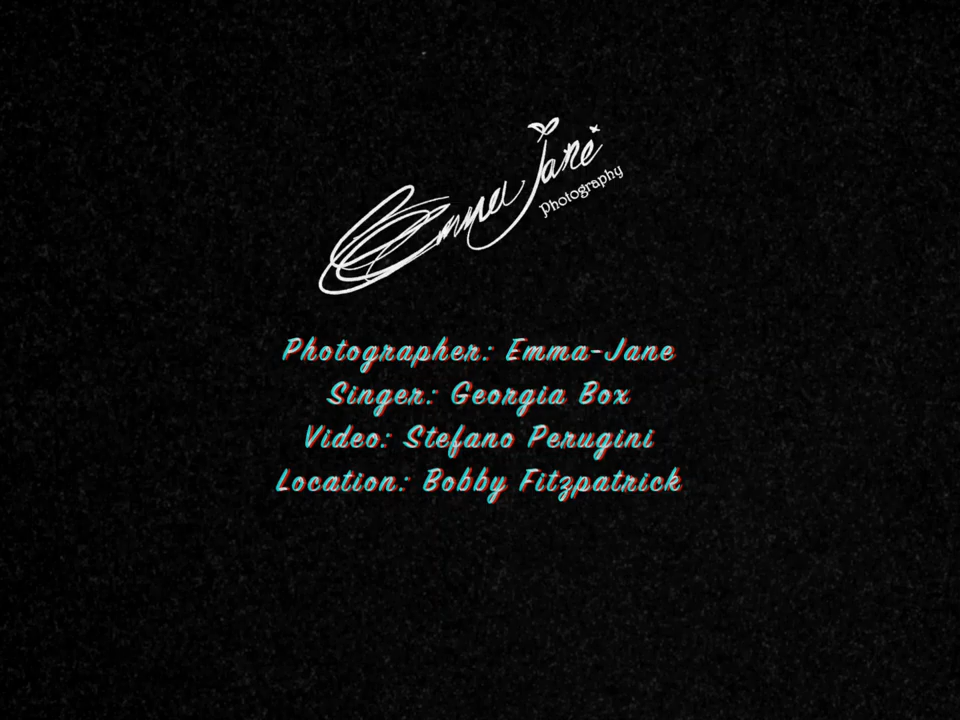 Emma Jane
Photography
Photographer: Emma-Jane
Singer: Georgia Box
Video: Stefano Perugini
Location: Bobby Fitzpatrick